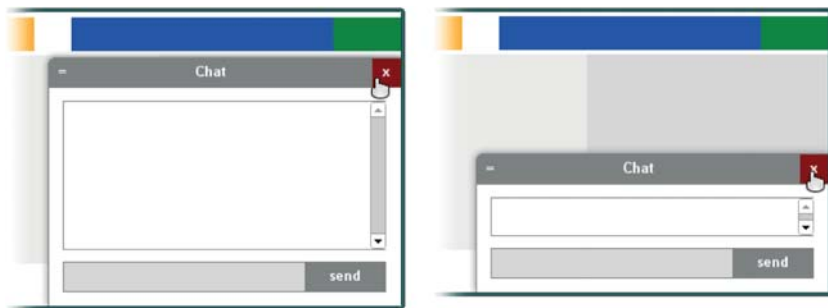 = Chat x
send
- Chat x
send